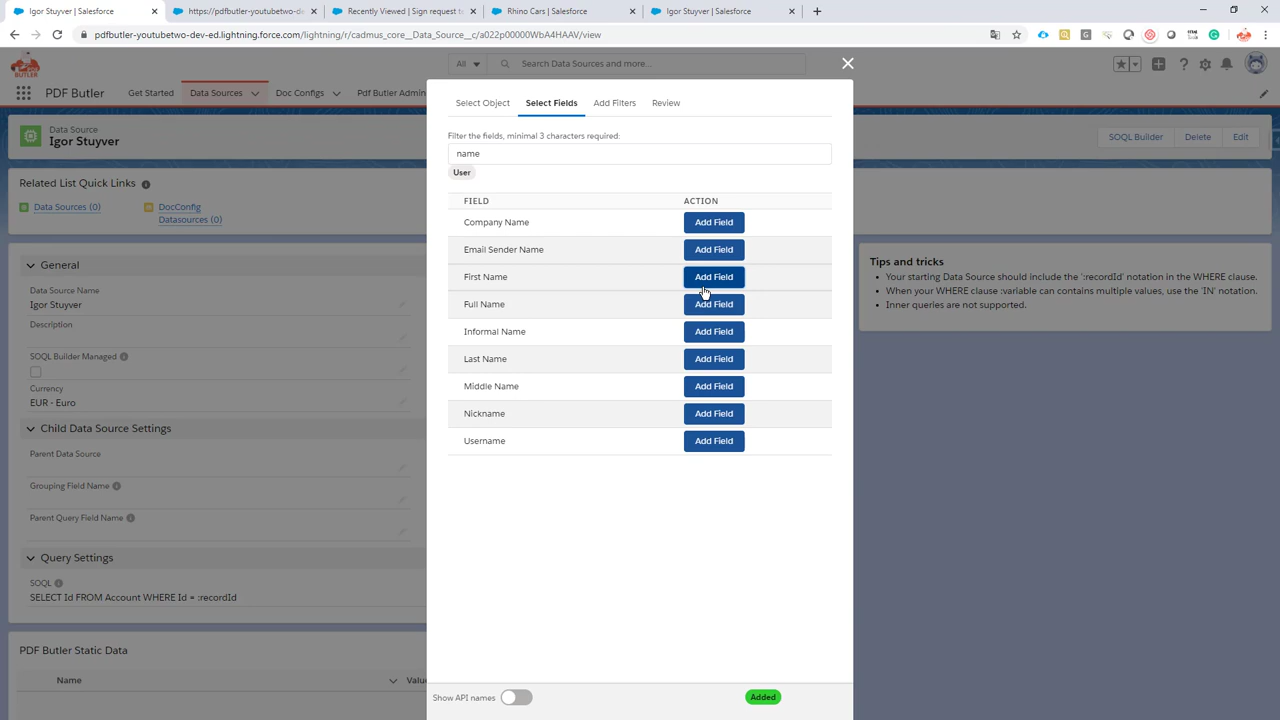 Igor Stuyver | Salesforce
https://pdfbutler-youtubetwo-dev
Recently Viewed | Sign request te
Rhino Cars | Salesforce
Igor Stuyver | Salesforce
pdfbutler-youtubetwo-dev-ed.lightning.force.com/lightning/r/cadmus_core__Data_Source__c/a022p00000WbA4HAAV/view
BUTLER
All
Search Data Sources and more...
PDF Butler
Get Started
Data Sources
Doc Configs
Pdf Butler Admin
Data Source
Igor Stuyver
SOQL Builder
Delete
Edit
Related List Quick Links
Data Sources (0)
DocConfig
Datasources (0)
General
Data Source Name
Igor Stuyver
Description
SOQL Builder Managed
Currency
EUR - Euro
Child Data Source Settings
Parent Data Source
Grouping Field Name
Parent Query Field Name
Query Settings
SOQL
SELECT Id FROM Account WHERE Id = :recordId
PDF Butler Static Data
Name
Value
Select Object
Select Fields
Add Filters
Review
Filter the fields, minimal 3 characters required:
name
User
FIELD ACTION
Company Name Add Field
Email Sender Name Add Field
First Name Add Field
Full Name Add Field
Informal Name Add Field
Last Name Add Field
Middle Name Add Field
Nickname Add Field
Username Add Field
Show API names
Added
Tips and tricks
Your starting Data Source should include the ':recordId' notation in the WHERE clause.
When your WHERE clause :variable can contains multiple values, use the 'IN' notation.
Inner queries are not supported.